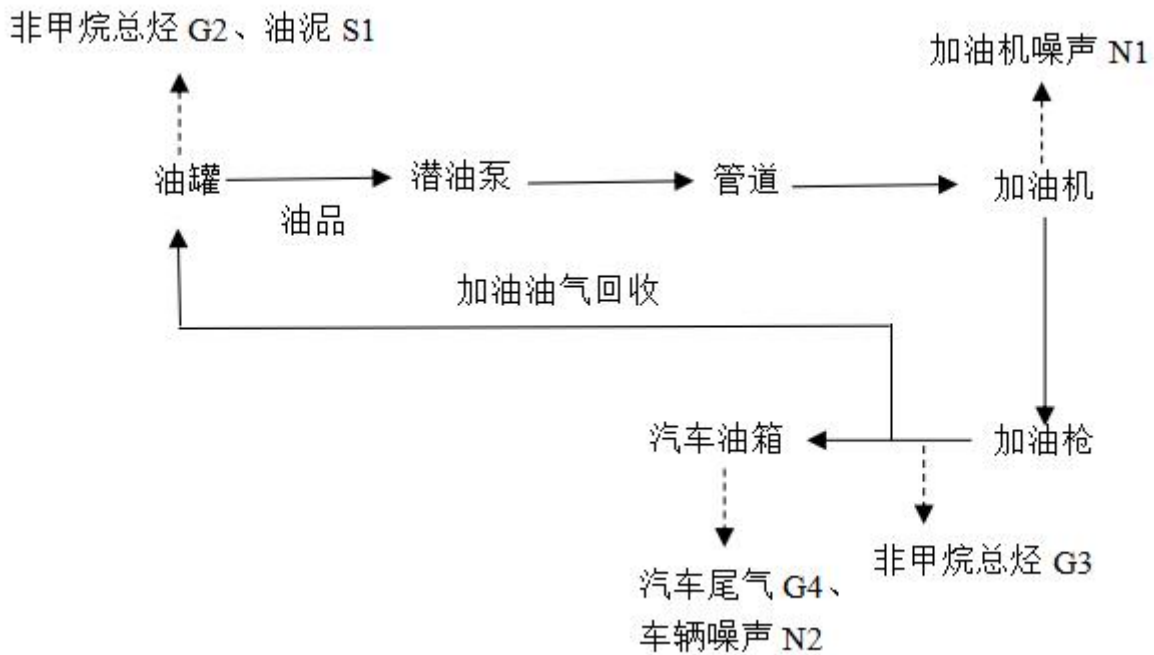 非甲烷总烃 G2、油泥 S1
加油机噪声 N1
油罐
潜油泵
管道
加油机
油品
加油油气回收
汽车油箱
加油枪
非甲烷总烃 G3
汽车尾气 G4、
车辆噪声 N2